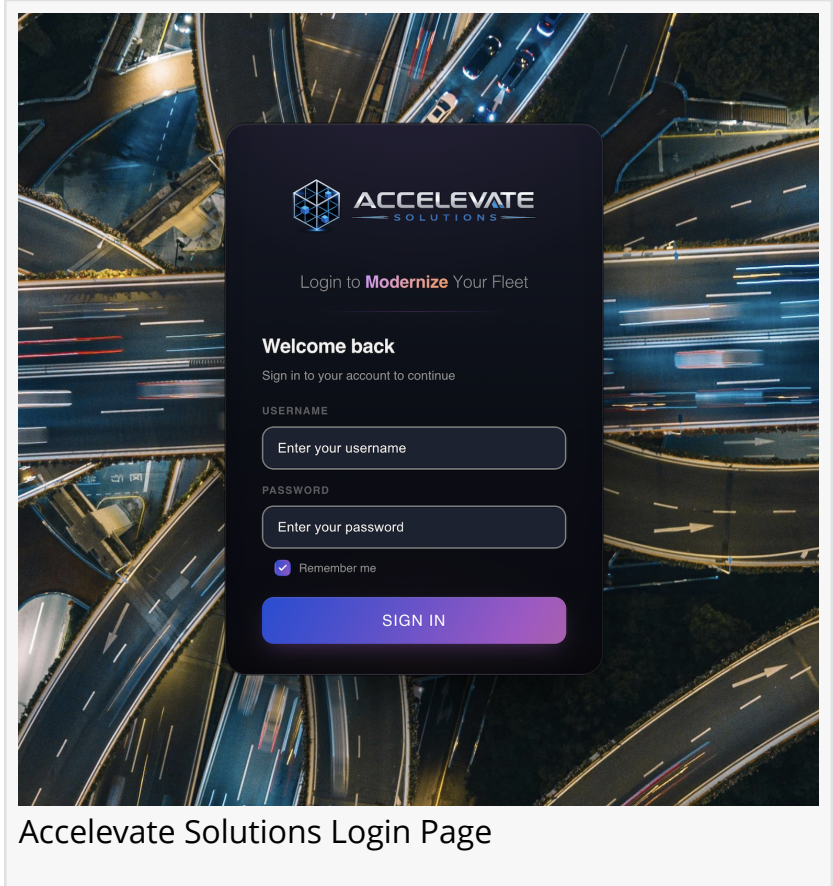 ACCELEVATE
SOLUTIONS
Login to Modernize Your Fleet
Welcome back
Sign in to your account to continue
USERNAME
Enter your username
PASSWORD
Enter your password
Remember me
SIGN IN
Accelevate Solutions Login Page